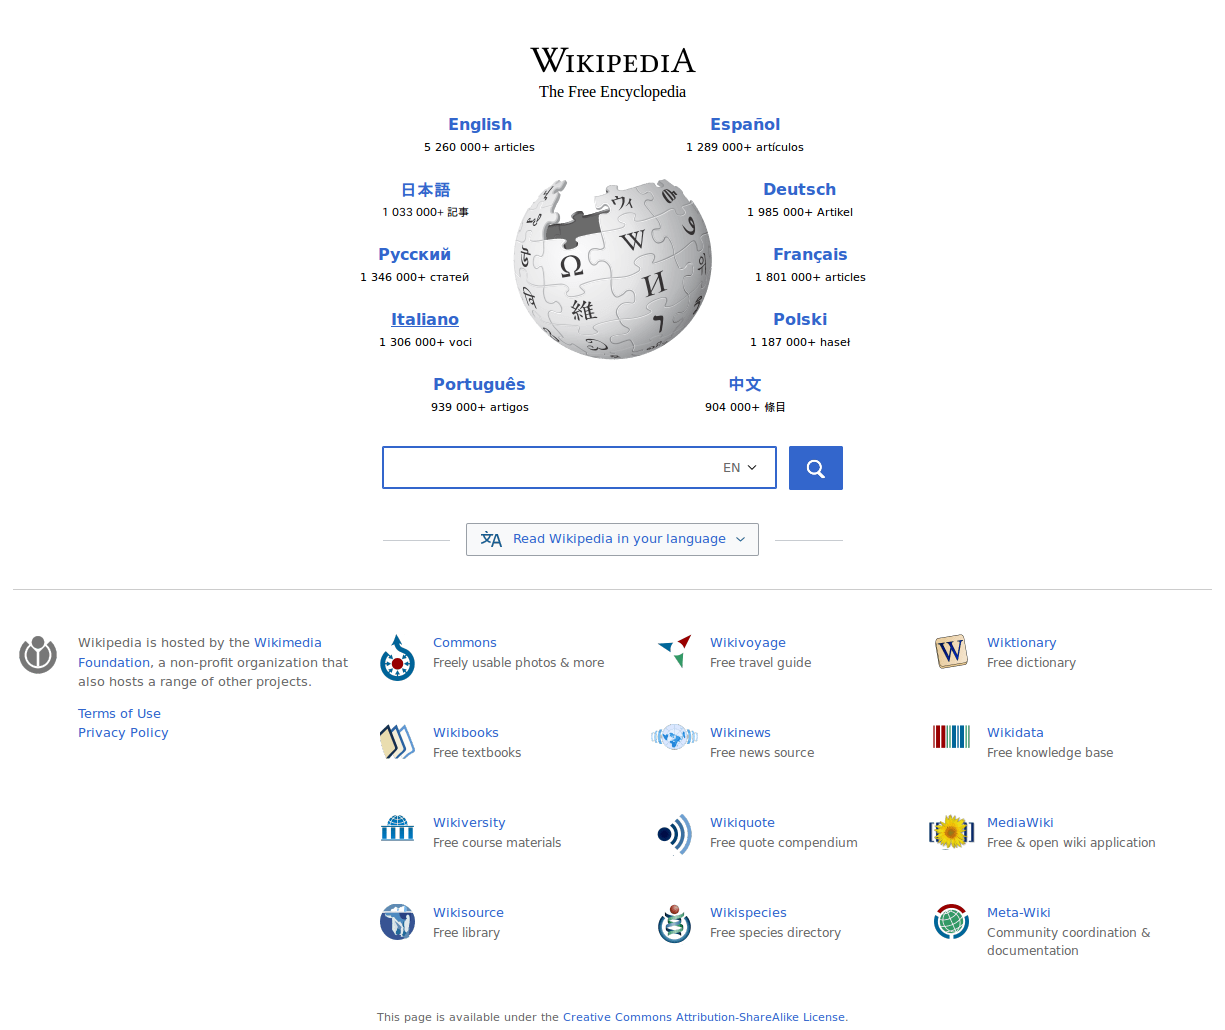 WIKIPEDIA
The Free Encyclopedia
English
5 260 000+ articles
Español
1 289 000+ artículos
日本語
1 033 000+ 記事
Deutsch
1 985 000+ Artikel
Русский
1 346 000+ статей
Français
1 801 000+ articles
Italiano
1 306 000+ voci
Polski
1 187 000+ haseł
Português
939 000+ artigos
中文
904 000+ 條目
Ω
W
И
維
ウィ
EN
Read Wikipedia in your language
Wikipedia is hosted by the Wikimedia
Foundation, a non-profit organization that
also hosts a range of other projects.
Terms of Use
Privacy Policy
Commons
Freely usable photos & more
Wikivoyage
Free travel guide
Wiktionary
Free dictionary
Wikibooks
Free textbooks
Wikinews
Free news source
Wikidata
Free knowledge base
Wikiversity
Free course materials
Wikiquote
Free quote compendium
MediaWiki
Free & open wiki application
Wikisource
Free library
Wikispecies
Free species directory
Meta-Wiki
Community coordination &
documentation
This page is available under the Creative Commons Attribution-ShareAlike License.